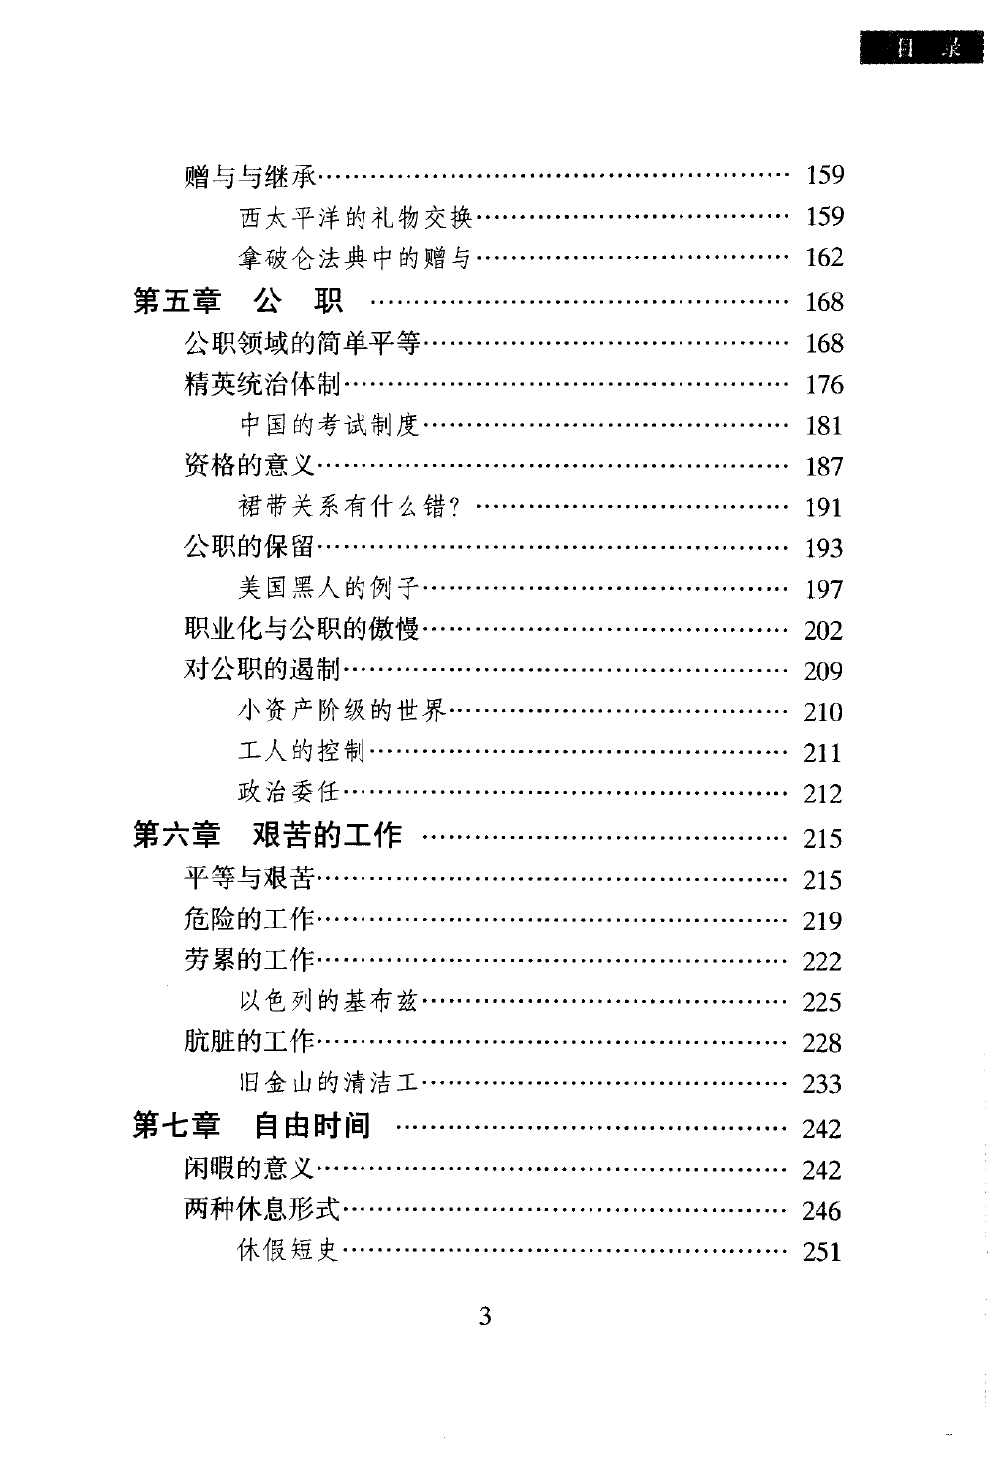 目 录
赠与与继承…………………………………………… 159
西太平洋的礼物交换…………………………… 159
拿破仑法典中的赠与…………………………… 162
第五章 公 职 …………………………………… 168
公职领域的简单平等………………………………… 168
精英统治体制………………………………………… 176
中国的考试制度………………………………… 181
资格的意义…………………………………………… 187
裙带关系有什么错? …………………………… 191
公职的保留…………………………………………… 193
美国黑人的例子………………………………… 197
职业化与公职的傲慢………………………………… 202
对公职的遏制………………………………………… 209
小资产阶级的世界……………………………… 210
工人的控制……………………………………… 211
政治委任………………………………………… 212
第六章 艰苦的工作 ……………………………… 215
平等与艰苦…………………………………………… 215
危险的工作…………………………………………… 219
劳累的工作…………………………………………… 222
以色列的基布兹………………………………… 225
肮脏的工作…………………………………………… 228
旧金山的清洁工………………………………… 233
第七章 自由时间 ………………………………… 242
闲暇的意义…………………………………………… 242
两种休息形式………………………………………… 246
休假短史………………………………………… 251
3